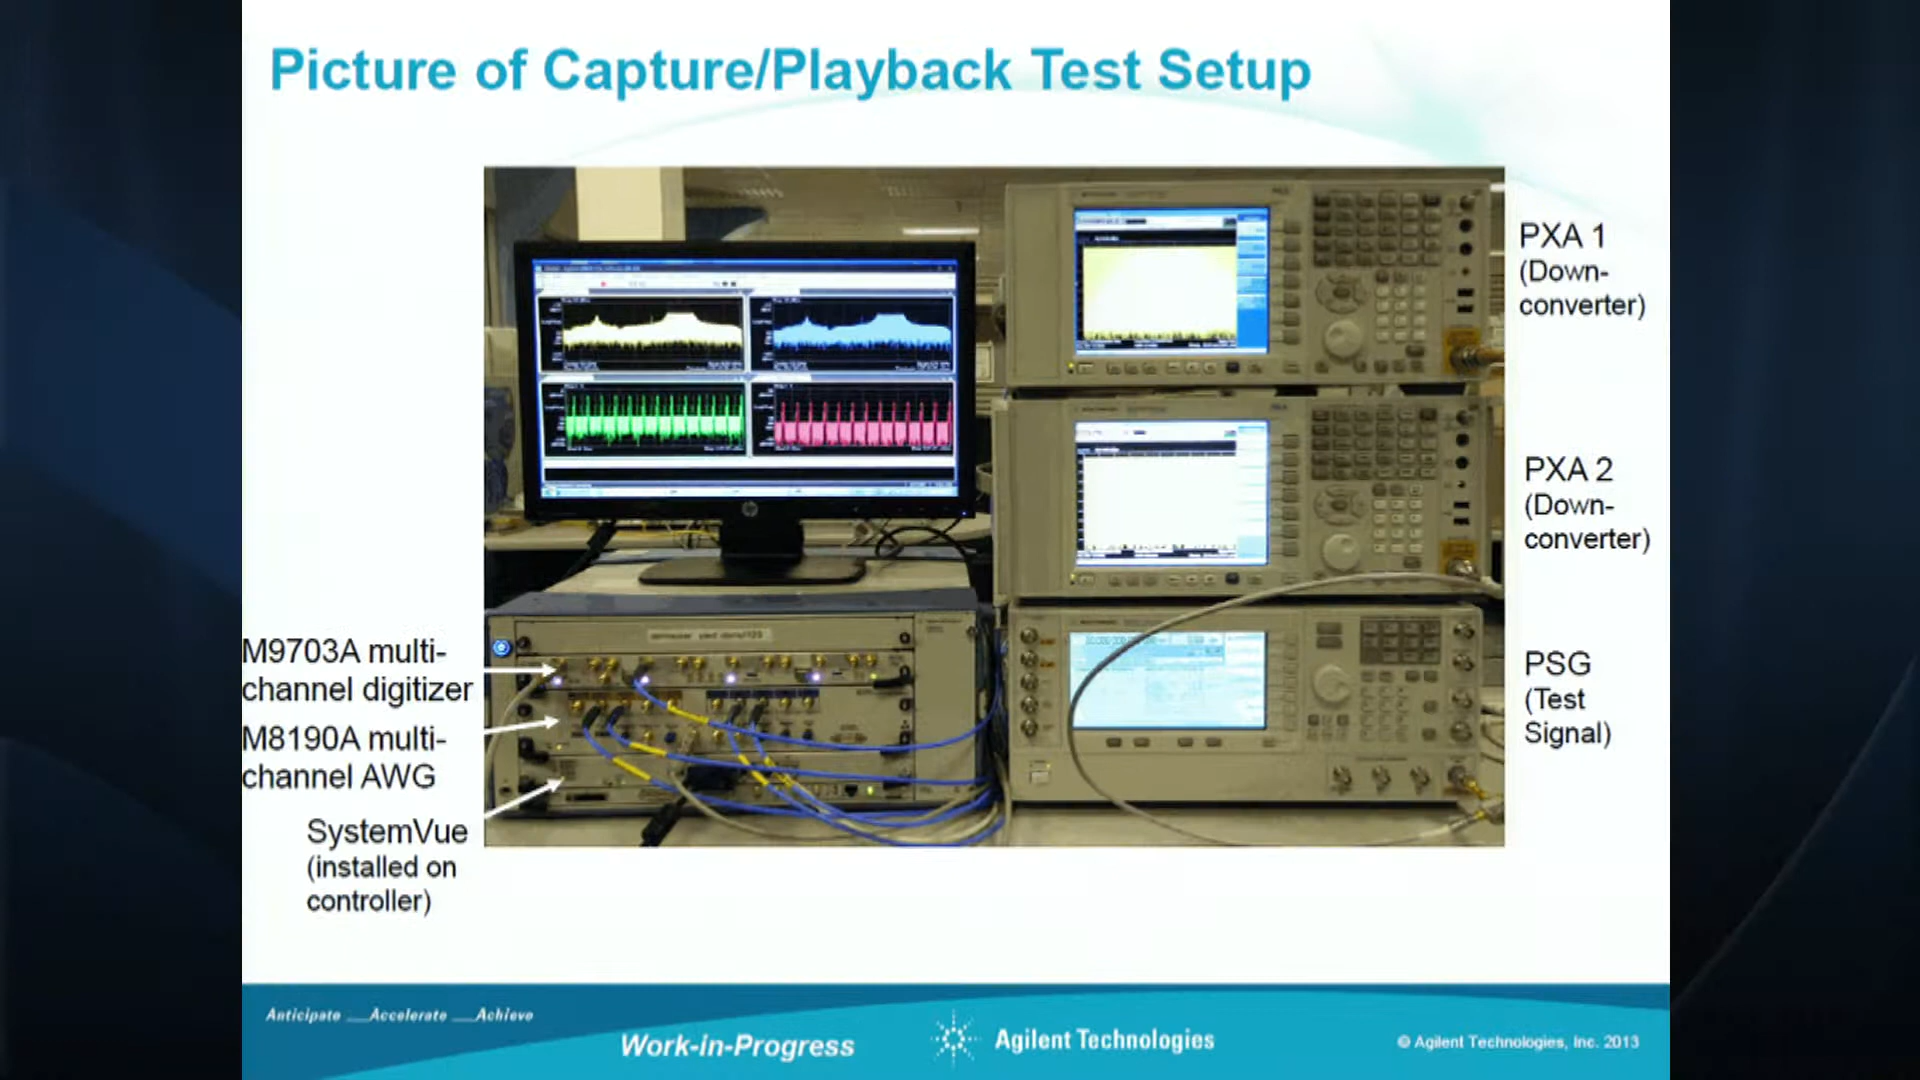 Picture of Capture/Playback Test Setup
PXA 1
(Down-
converter)
PXA 2
(Down-
converter)
PSG
(Test
Signal)
M9703A multi-
channel digitizer
M8190A multi-
channel AWG
SystemVue
(installed on
controller)
Anticipate __Accelerate __Achieve
Work-in-Progress
Agilent Technologies
© Agilent Technologies, Inc. 2013